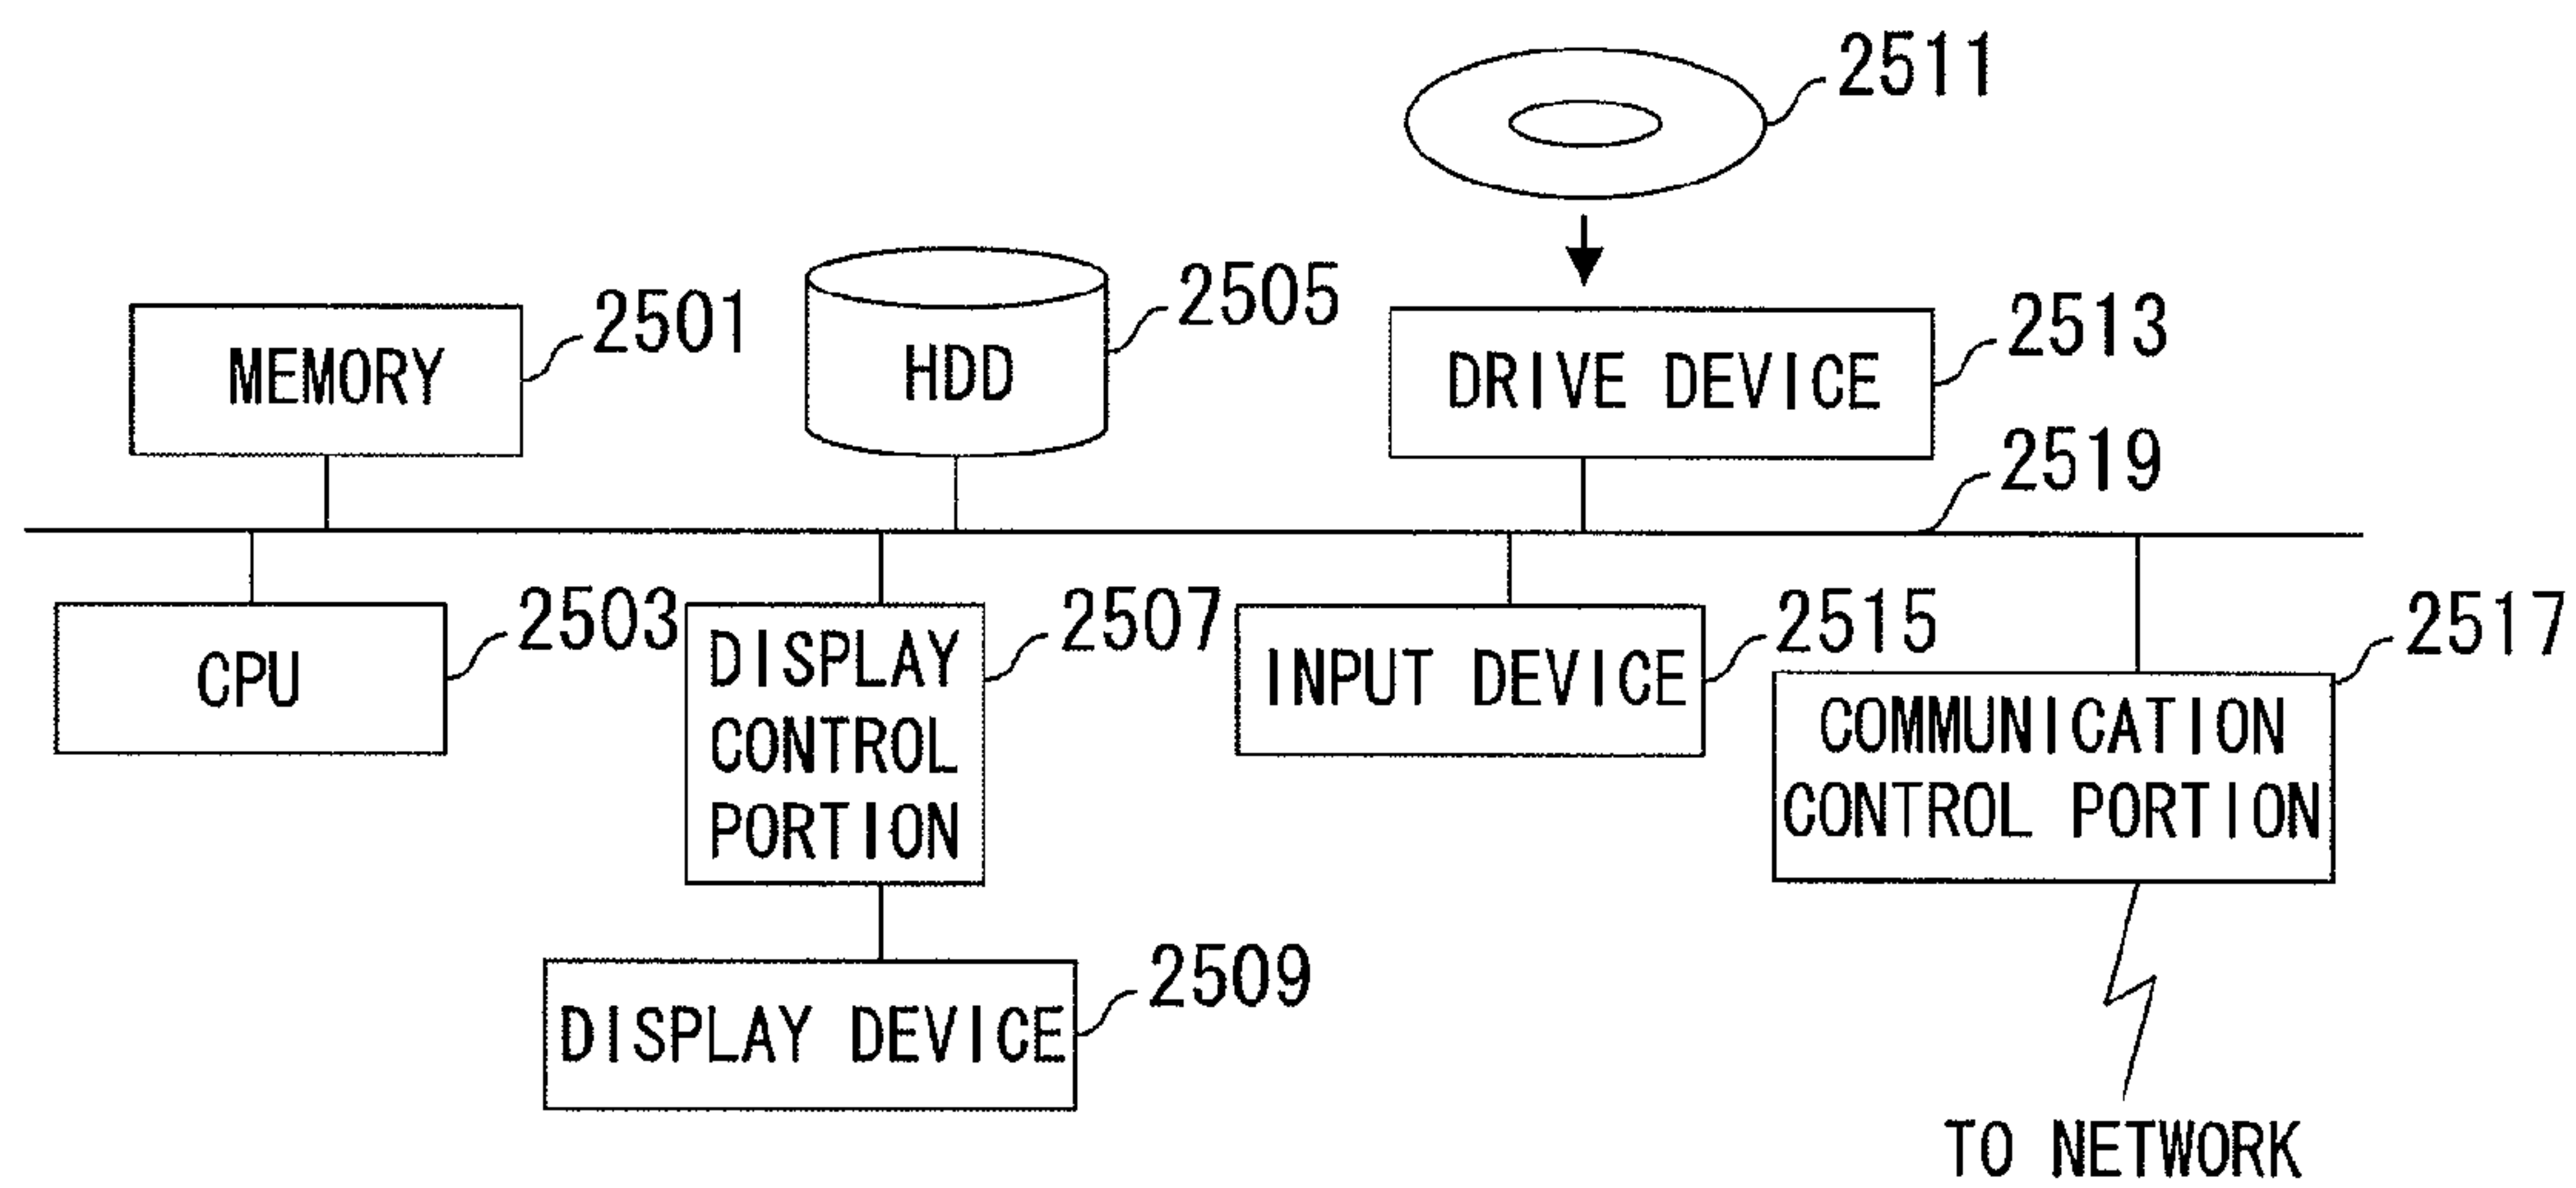 2511
MEMORY
2501
HDD
2505
DRIVE DEVICE
2513
2519
CPU
2503
DISPLAY
CONTROL
PORTION
2507
INPUT DEVICE
2515
COMMUNICATION
CONTROL PORTION
2517
DISPLAY DEVICE
2509
TO NETWORK